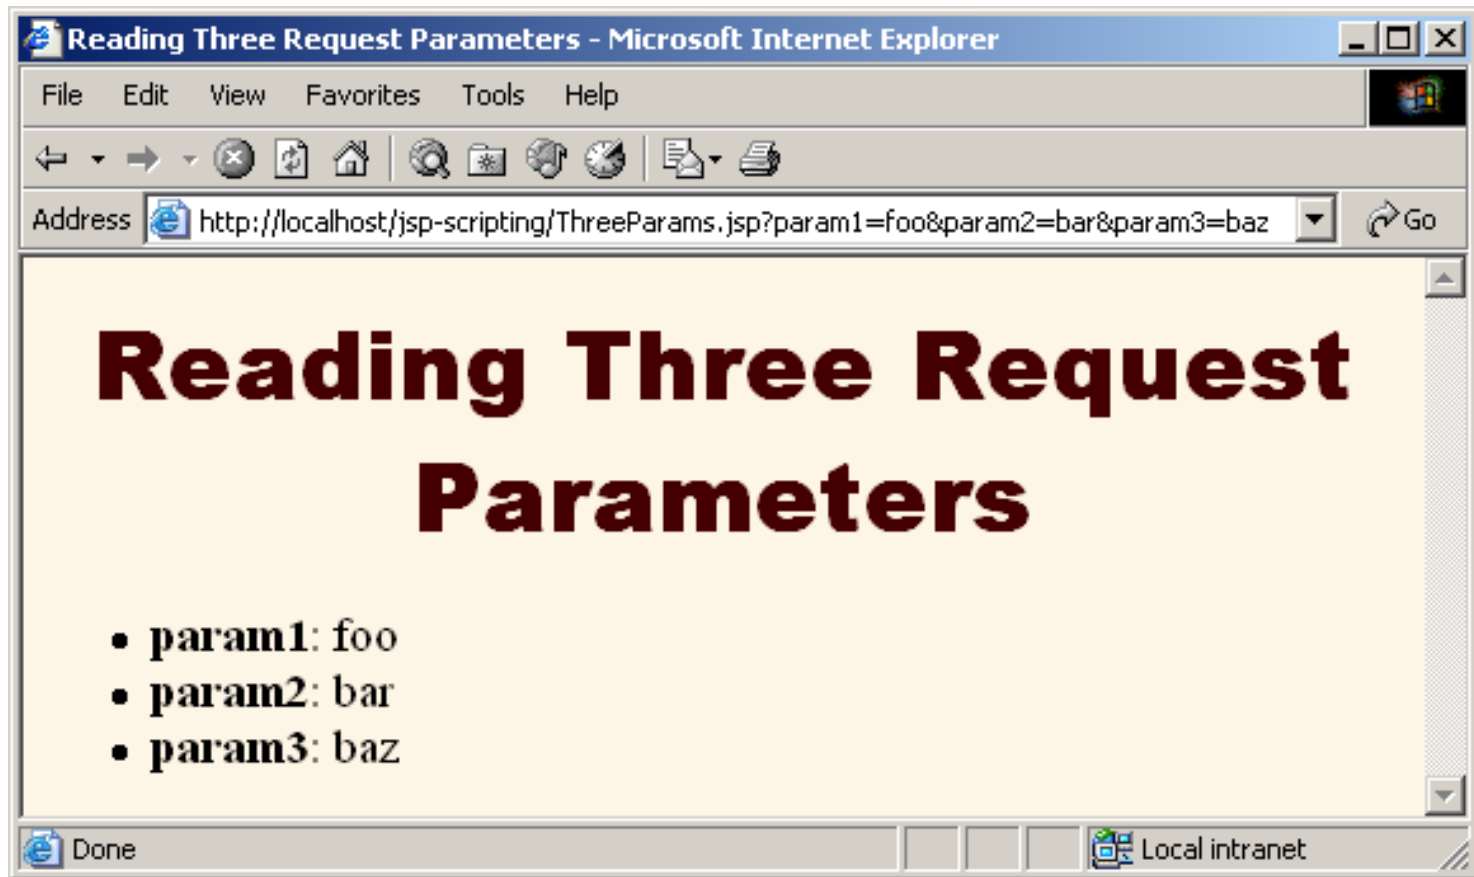 Reading Three Request Parameters - Microsoft Internet Explorer
File Edit View Favorites Tools Help
Address http://localhost/jsp-scripting/ThreeParams.jsp?param1=foo&param2=bar&param3=baz Go
Reading Three Request
Parameters
• param1: foo
• param2: bar
• param3: baz
Done Local intranet